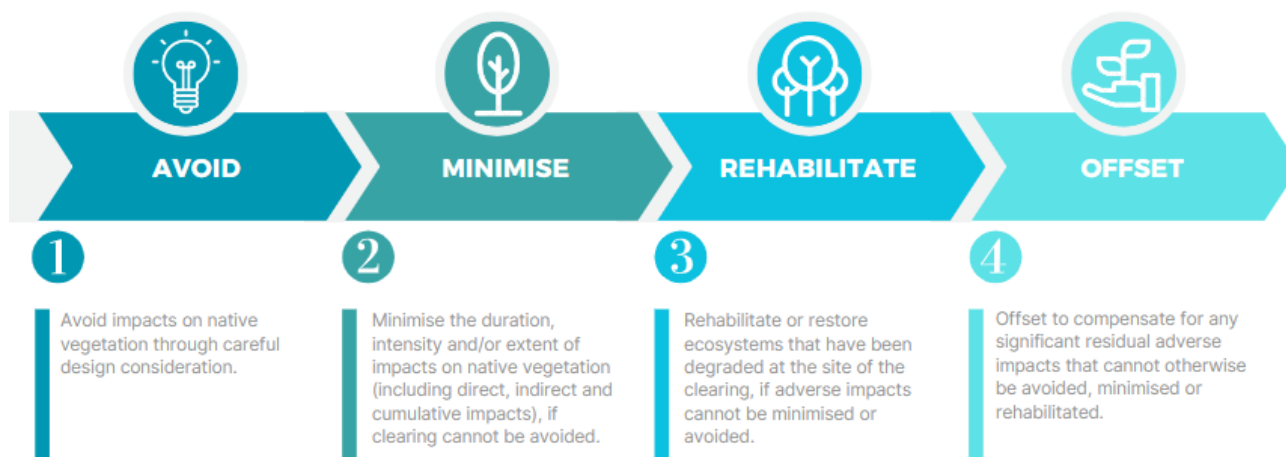 AVOID
MINIMISE
REHABILITATE
OFFSET
1
Avoid impacts on native
vegetation through careful
design consideration.
2
Minimise the duration,
intensity and/or extent of
impacts on native vegetation
(including direct, indirect and
cumulative impacts), if
clearing cannot be avoided.
3
Rehabilitate or restore
ecosystems that have been
degraded at the site of the
clearing, if adverse impacts
cannot be minimised or
avoided.
4
Offset to compensate for any
significant residual adverse
impacts that cannot otherwise
be avoided, minimised or
rehabilitated.